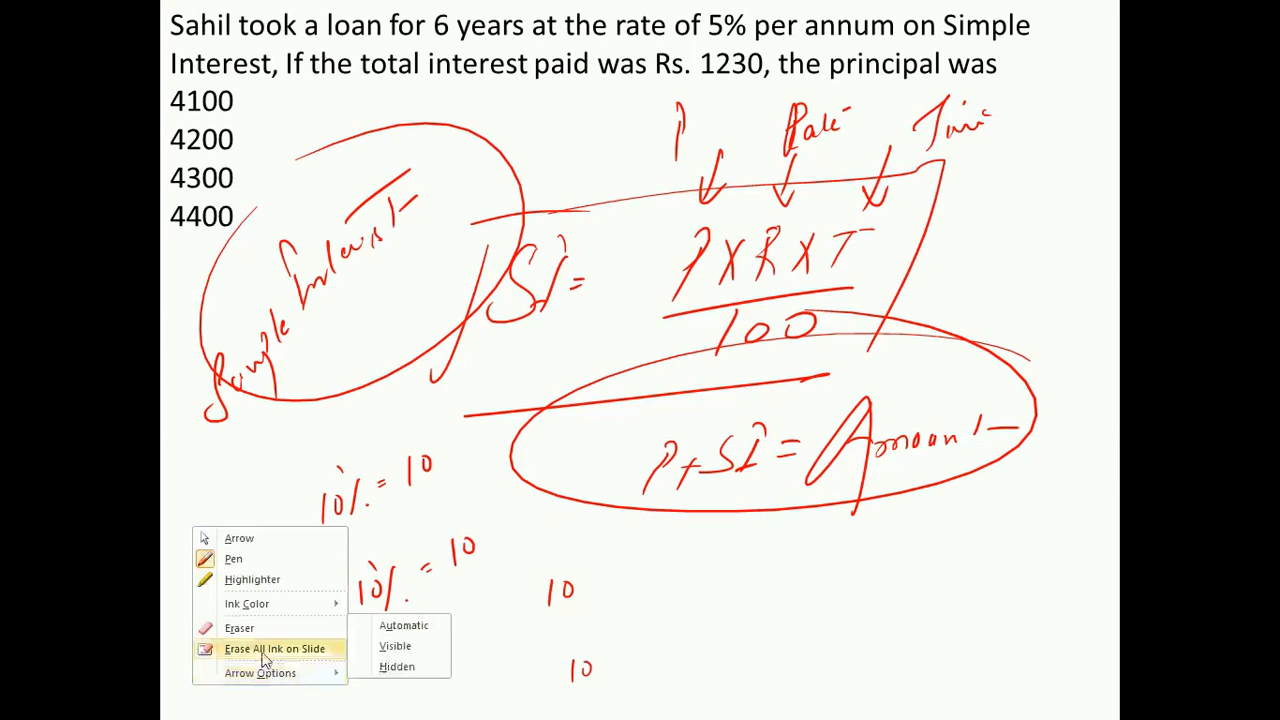 Sahil took a loan for 6 years at the rate of 5% per annum on Simple
Interest, If the total interest paid was Rs. 1230, the principal was
4100
4200
4300
4400
P Rate Time
Simple Interest
SI = P X R X T
100
P+SI = Amount
10% = 10
10% = 10
10
10
Arrow
Pen
Highlighter
Ink Color
Eraser
Erase All Ink on Slide
Arrow Options
Automatic
Visible
Hidden